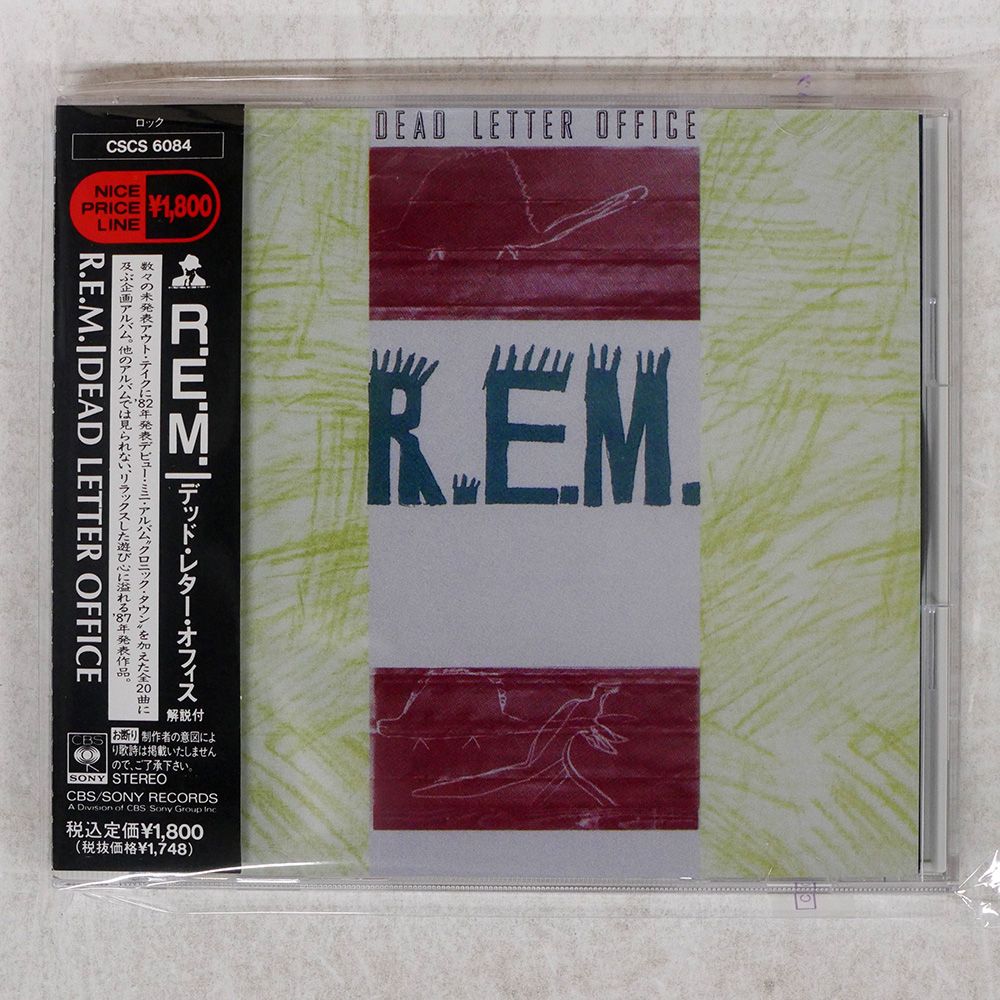 ロック
CSCS 6084
NICE
PRICE
LINE
¥1,800
R.E.M.
デッド・レター・オフィス
解説付
数々の未発表アウト・テイクに'82年発表デビュー・ミニ・アルバム"クロニック・タウン"を加えた全20曲に
及ぶ企画アルバム。他のアルバムでは見られない、リラックスした遊び心に溢れる'87年発表作品。
R.E.M./DEAD LETTER OFFICE
CBS
SONY
お断り 制作者の意図によ
り歌詩は掲載いたしません
ので、ご了承下さい。
STEREO
CBS/SONY RECORDS
A Division of CBS Sony Group Inc
税込定価¥1,800
(税抜価格¥1,748)
DEAD LETTER OFFICE
R.E.M.